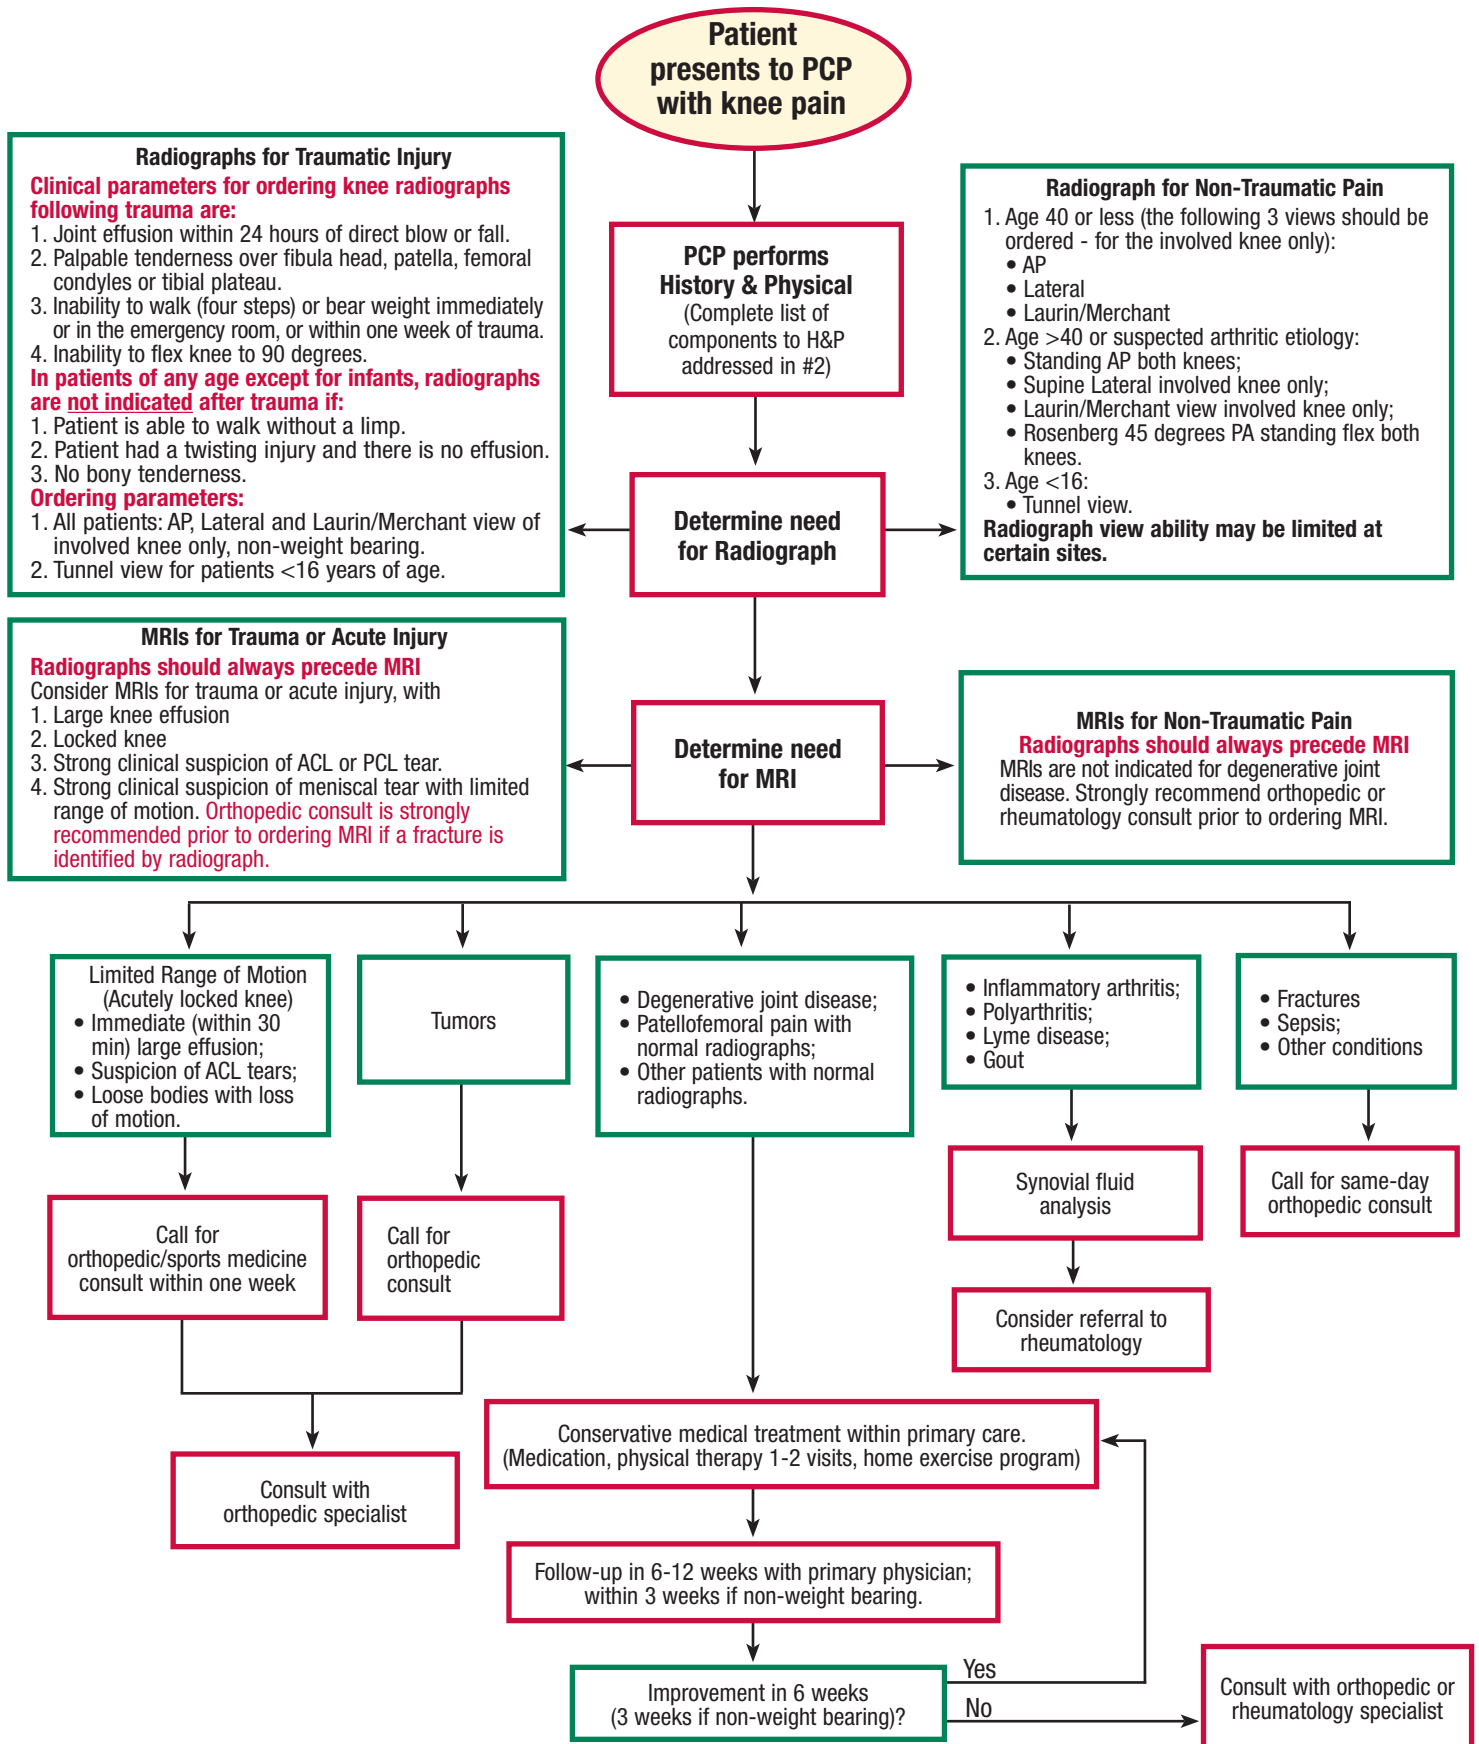 Patient
presents to PCP
with knee pain
Radiographs for Traumatic Injury
Clinical parameters for ordering knee radiographs
following trauma are:
1. Joint effusion within 24 hours of direct blow or fall.
2. Palpable tenderness over fibula head, patella, femoral
condyles or tibial plateau.
3. Inability to walk (four steps) or bear weight immediately
or in the emergency room, or within one week of trauma.
4. Inability to flex knee to 90 degrees.
In patients of any age except for infants, radiographs
are not indicated after trauma if:
1. Patient is able to walk without a limp.
2. Patient had a twisting injury and there is no effusion.
3. No bony tenderness.
Ordering parameters:
1. All patients: AP, Lateral and Laurin/Merchant view of
involved knee only, non-weight bearing.
2. Tunnel view for patients <16 years of age.
PCP performs
History & Physical
(Complete list of
components to H&P
addressed in #2)
Radiograph for Non-Traumatic Pain
1. Age 40 or less (the following 3 views should be
ordered - for the involved knee only):
• AP
• Lateral
• Laurin/Merchant
2. Age >40 or suspected arthritic etiology:
• Standing AP both knees;
• Supine Lateral involved knee only;
• Laurin/Merchant view involved knee only;
• Rosenberg 45 degrees PA standing flex both
knees.
3. Age <16:
• Tunnel view.
Radiograph view ability may be limited at
certain sites.
Determine need
for Radiograph
MRIs for Trauma or Acute Injury
Radiographs should always precede MRI
Consider MRIs for trauma or acute injury, with
1. Large knee effusion
2. Locked knee
3. Strong clinical suspicion of ACL or PCL tear.
4. Strong clinical suspicion of meniscal tear with limited
range of motion. Orthopedic consult is strongly
recommended prior to ordering MRI if a fracture is
identified by radiograph.
Determine need
for MRI
MRIs for Non-Traumatic Pain
Radiographs should always precede MRI
MRIs are not indicated for degenerative joint
disease. Strongly recommend orthopedic or
rheumatology consult prior to ordering MRI.
Limited Range of Motion
(Acutely locked knee)
• Immediate (within 30
min) large effusion;
• Suspicion of ACL tears;
• Loose bodies with loss
of motion.
Tumors
• Degenerative joint disease;
• Patellofemoral pain with
normal radiographs;
• Other patients with normal
radiographs.
• Inflammatory arthritis;
• Polyarthritis;
• Lyme disease;
• Gout
• Fractures
• Sepsis;
• Other conditions
Call for
orthopedic/sports medicine
consult within one week
Call for
orthopedic
consult
Synovial fluid
analysis
Call for same-day
orthopedic consult
Consider referral to
rheumatology
Consult with
orthopedic specialist
Conservative medical treatment within primary care.
(Medication, physical therapy 1-2 visits, home exercise program)
Follow-up in 6-12 weeks with primary physician;
within 3 weeks if non-weight bearing.
Improvement in 6 weeks
(3 weeks if non-weight bearing)?
Yes
No
Consult with orthopedic or
rheumatology specialist